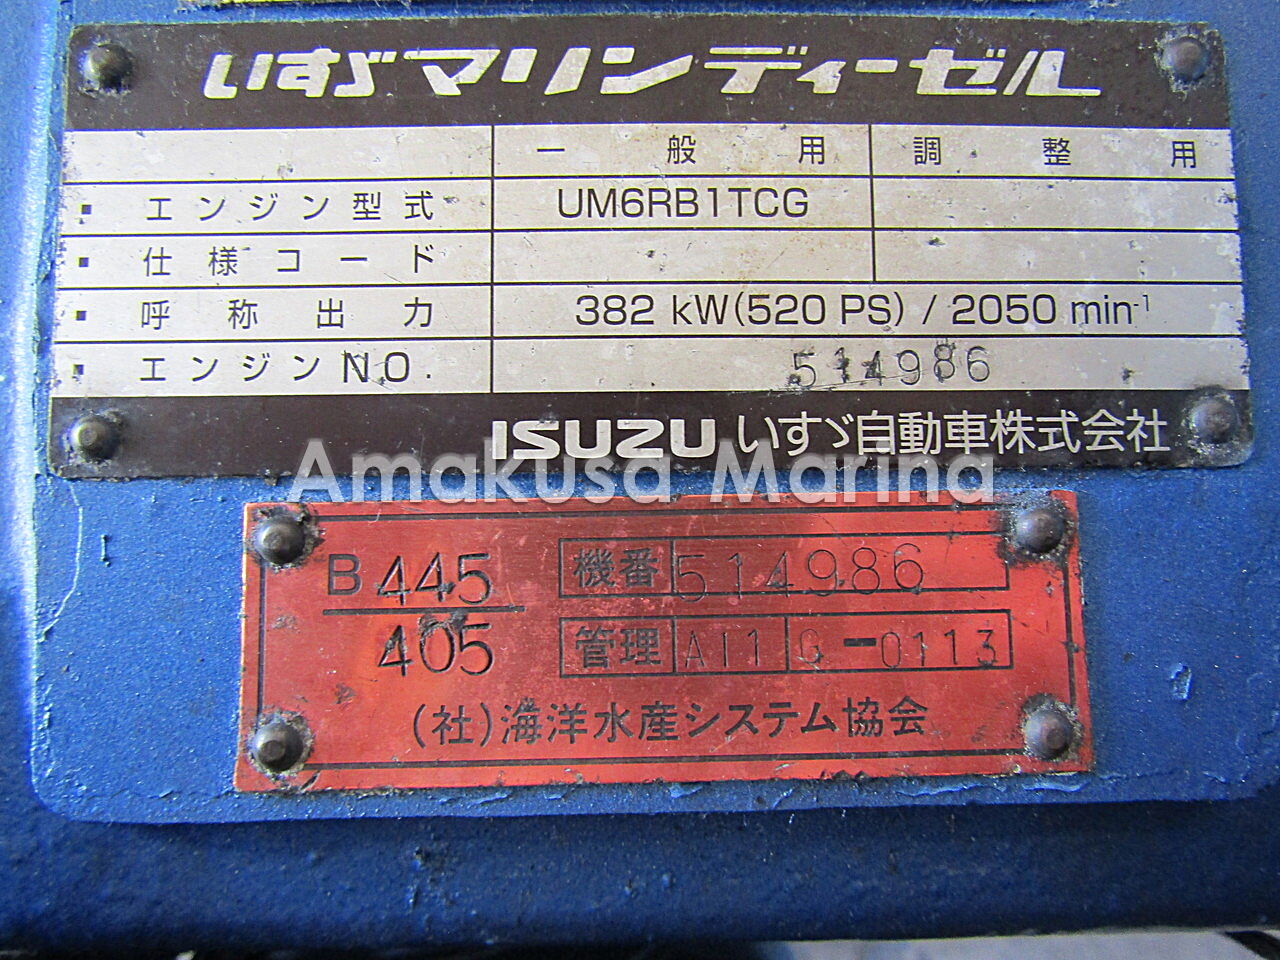 いすゞマリンディーゼル
一般用 調整用
エンジン型式 UM6RB1TCG
仕様コード
呼称出力 382 kW(520 PS) / 2050 min-1
エンジンNO. 514986
ISUZU いすゞ自動車株式会社
Amakusa Marina
B 445 機番 514986
405 管理 A11 G-0113
(社)海洋水産システム協会